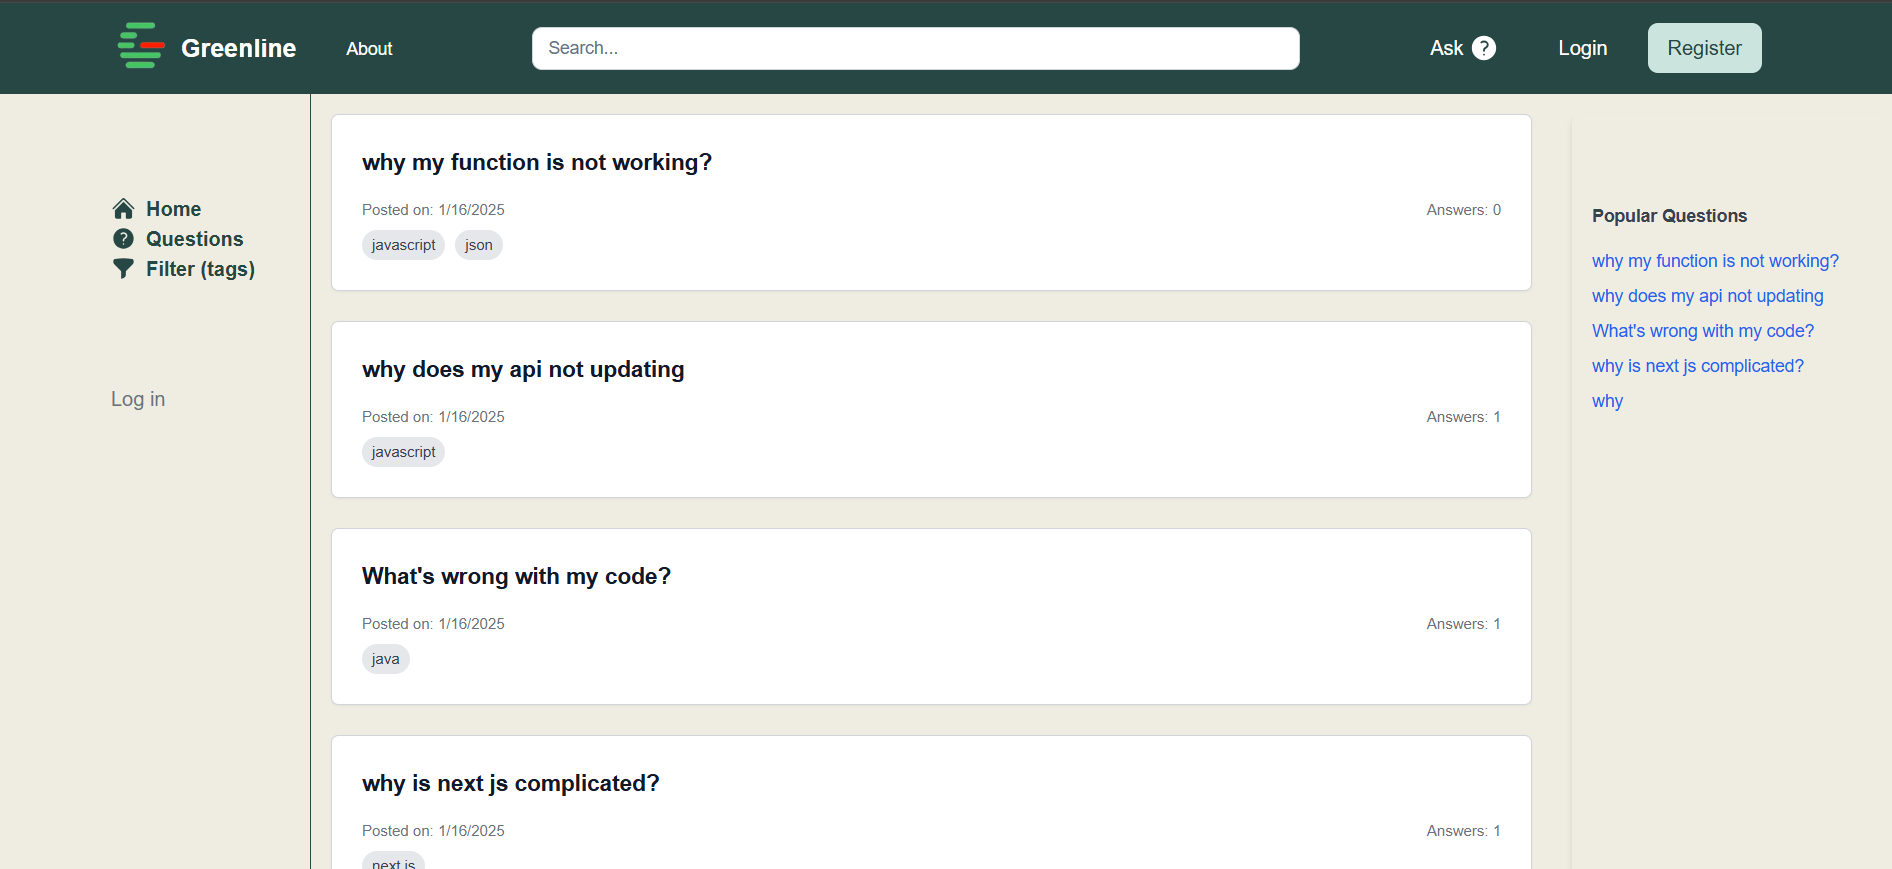 Greenline
About
Search...
Ask ?
Login
Register
Home
Questions
Filter (tags)
Log in
why my function is not working?
Posted on: 1/16/2025
Answers: 0
javascript json
why does my api not updating
Posted on: 1/16/2025
Answers: 1
javascript
What's wrong with my code?
Posted on: 1/16/2025
Answers: 1
java
why is next js complicated?
Posted on: 1/16/2025
Answers: 1
next js
Popular Questions
why my function is not working?
why does my api not updating
What's wrong with my code?
why is next js complicated?
why